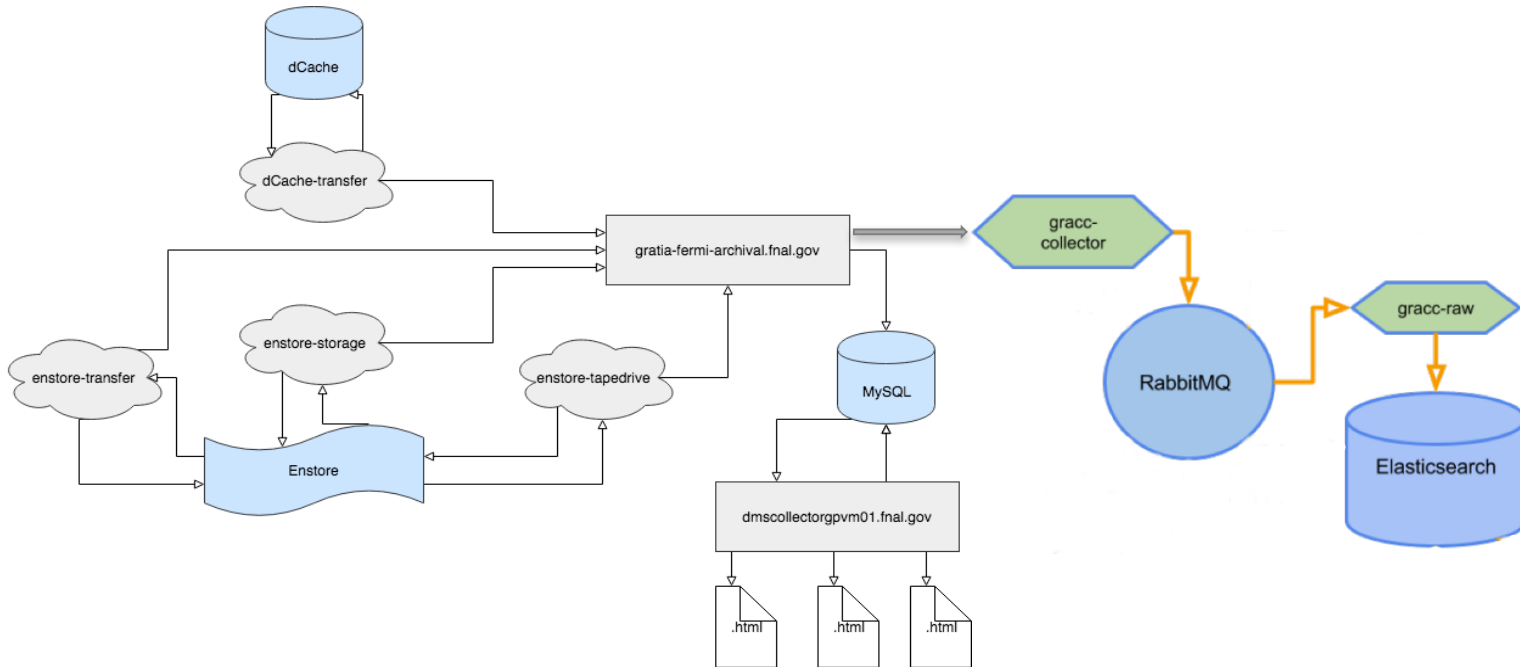 dCache
dCache-transfer
gratia-fermi-archival.fnal.gov
gracc-
collector
gracc-raw
enstore-storage
enstore-transfer
enstore-tapedrive
RabbitMQ
MySQL
Enstore
Elasticsearch
dmscollectorgpvm01.fnal.gov
.html
.html
.html